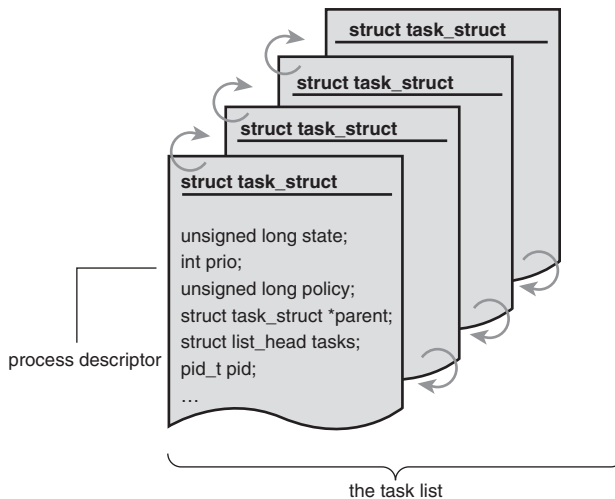 struct task_struct
struct task_struct
struct task_struct
struct task_struct
unsigned long state;
int prio;
unsigned long policy;
struct task_struct *parent;
struct list_head tasks;
pid_t pid;
…
process descriptor
the task list